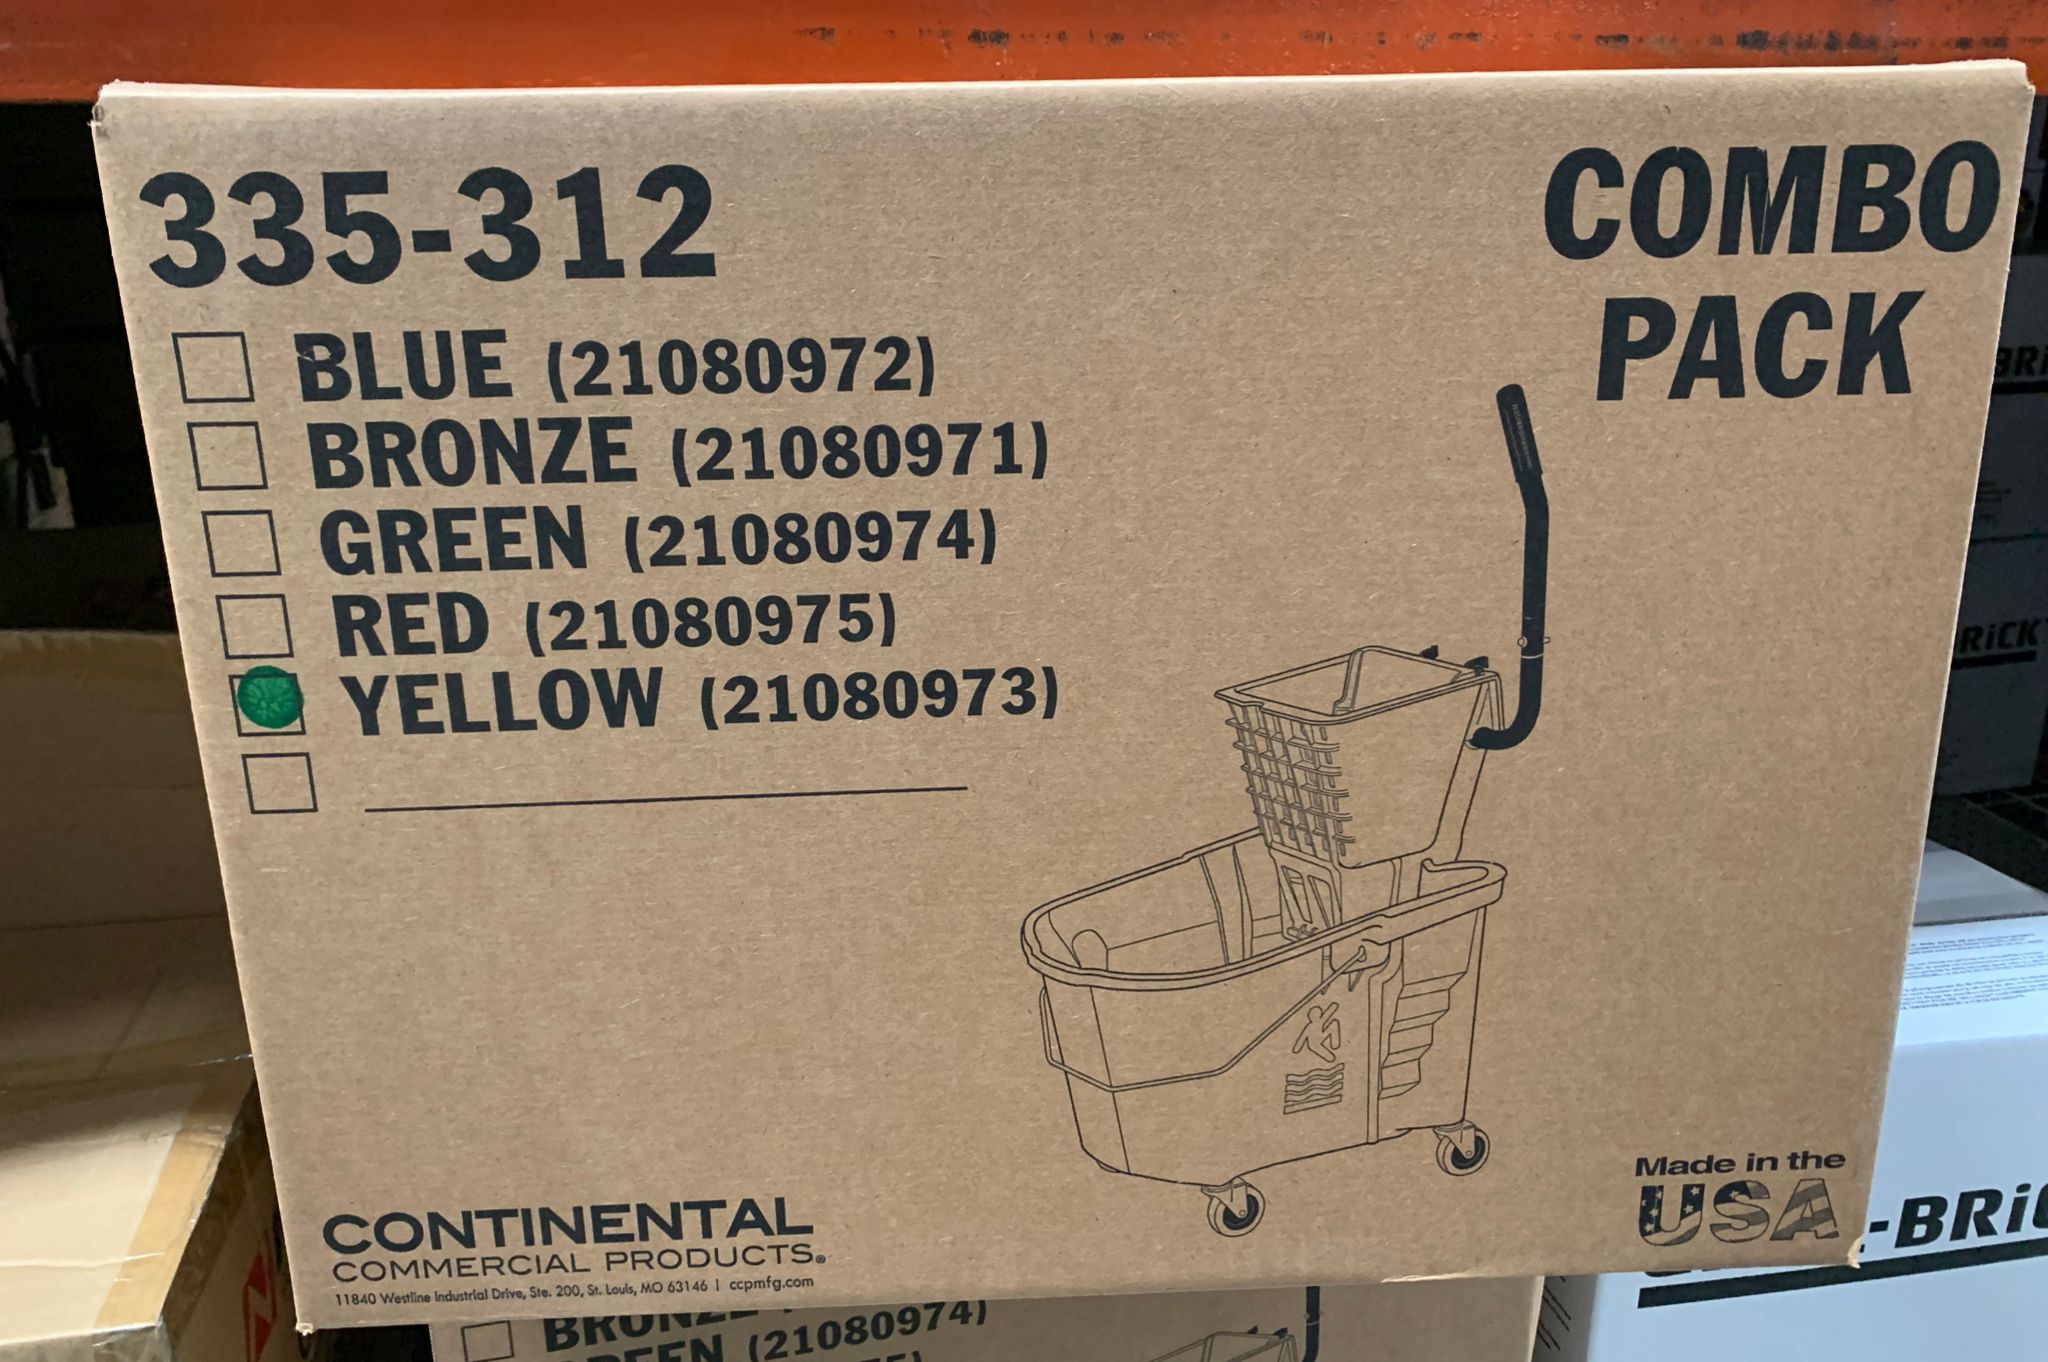 335-312
COMBO
PACK
BLUE (21080972)
BRONZE (21080971)
GREEN (21080974)
RED (21080975)
YELLOW (21080973)
CONTINENTAL
COMMERCIAL PRODUCTS®
11840 Westline Industrial Drive, Ste. 200, St. Louis, MO 63146 | ccpmfg.com
Made in the
USA
(21080974)